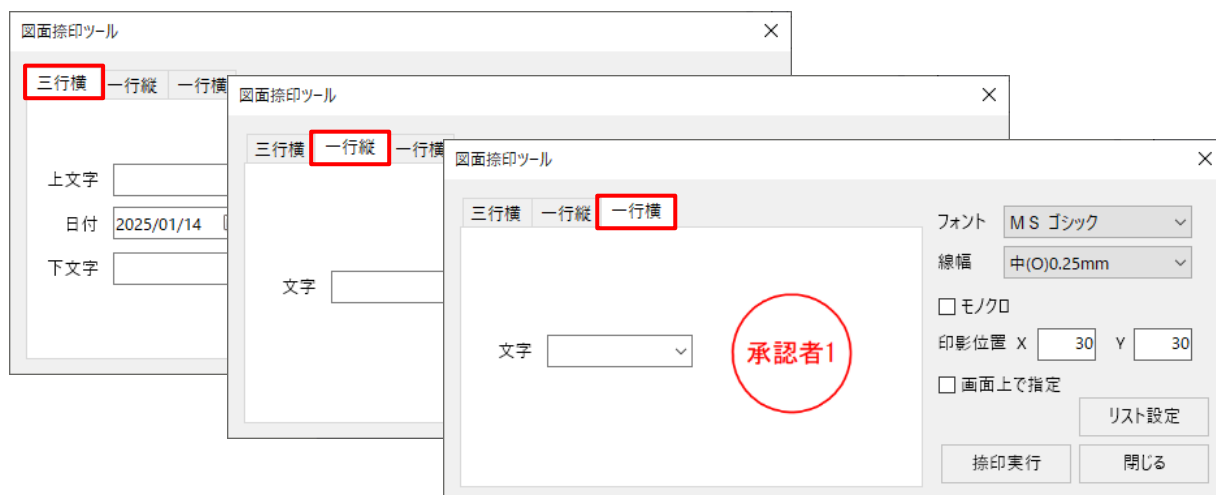 図面捺印ツール
三行横 一行縦 一行横
上文字
日付 2025/01/14
下文字
図面捺印ツール
三行横 一行縦 一行横
文字
図面捺印ツール
三行横 一行縦 一行横
文字
承認者1
フォント MS ゴシック
線幅 中(O)0.25mm
モノクロ
印影位置 X 30 Y 30
画面上で指定
リスト設定
捺印実行 閉じる